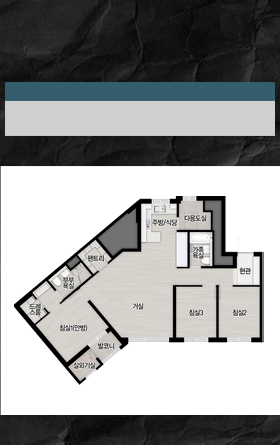 주방/식당
다용도실
가족
욕실
팬트리
현관
부부
욕실
드레
스룸
거실
침실3
침실2
침실1(안방)
발코니
실외기실